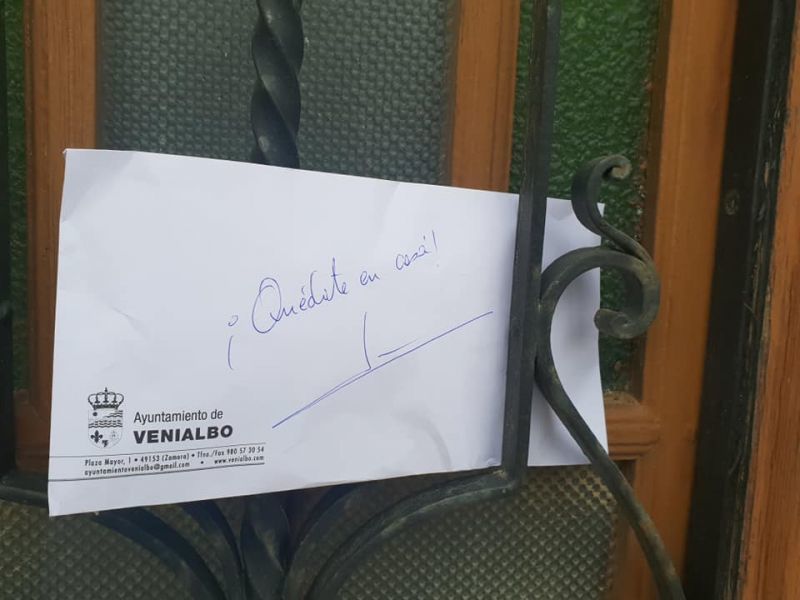 ¡Quédate en casa!
Ayuntamiento de
VENIALBO
Plaza Mayor, 1 • 49153 (Zamora) • Tfno./Fax 980 57 30 54
ayuntamientovenialbo@gmail.com • www.venialbo.com